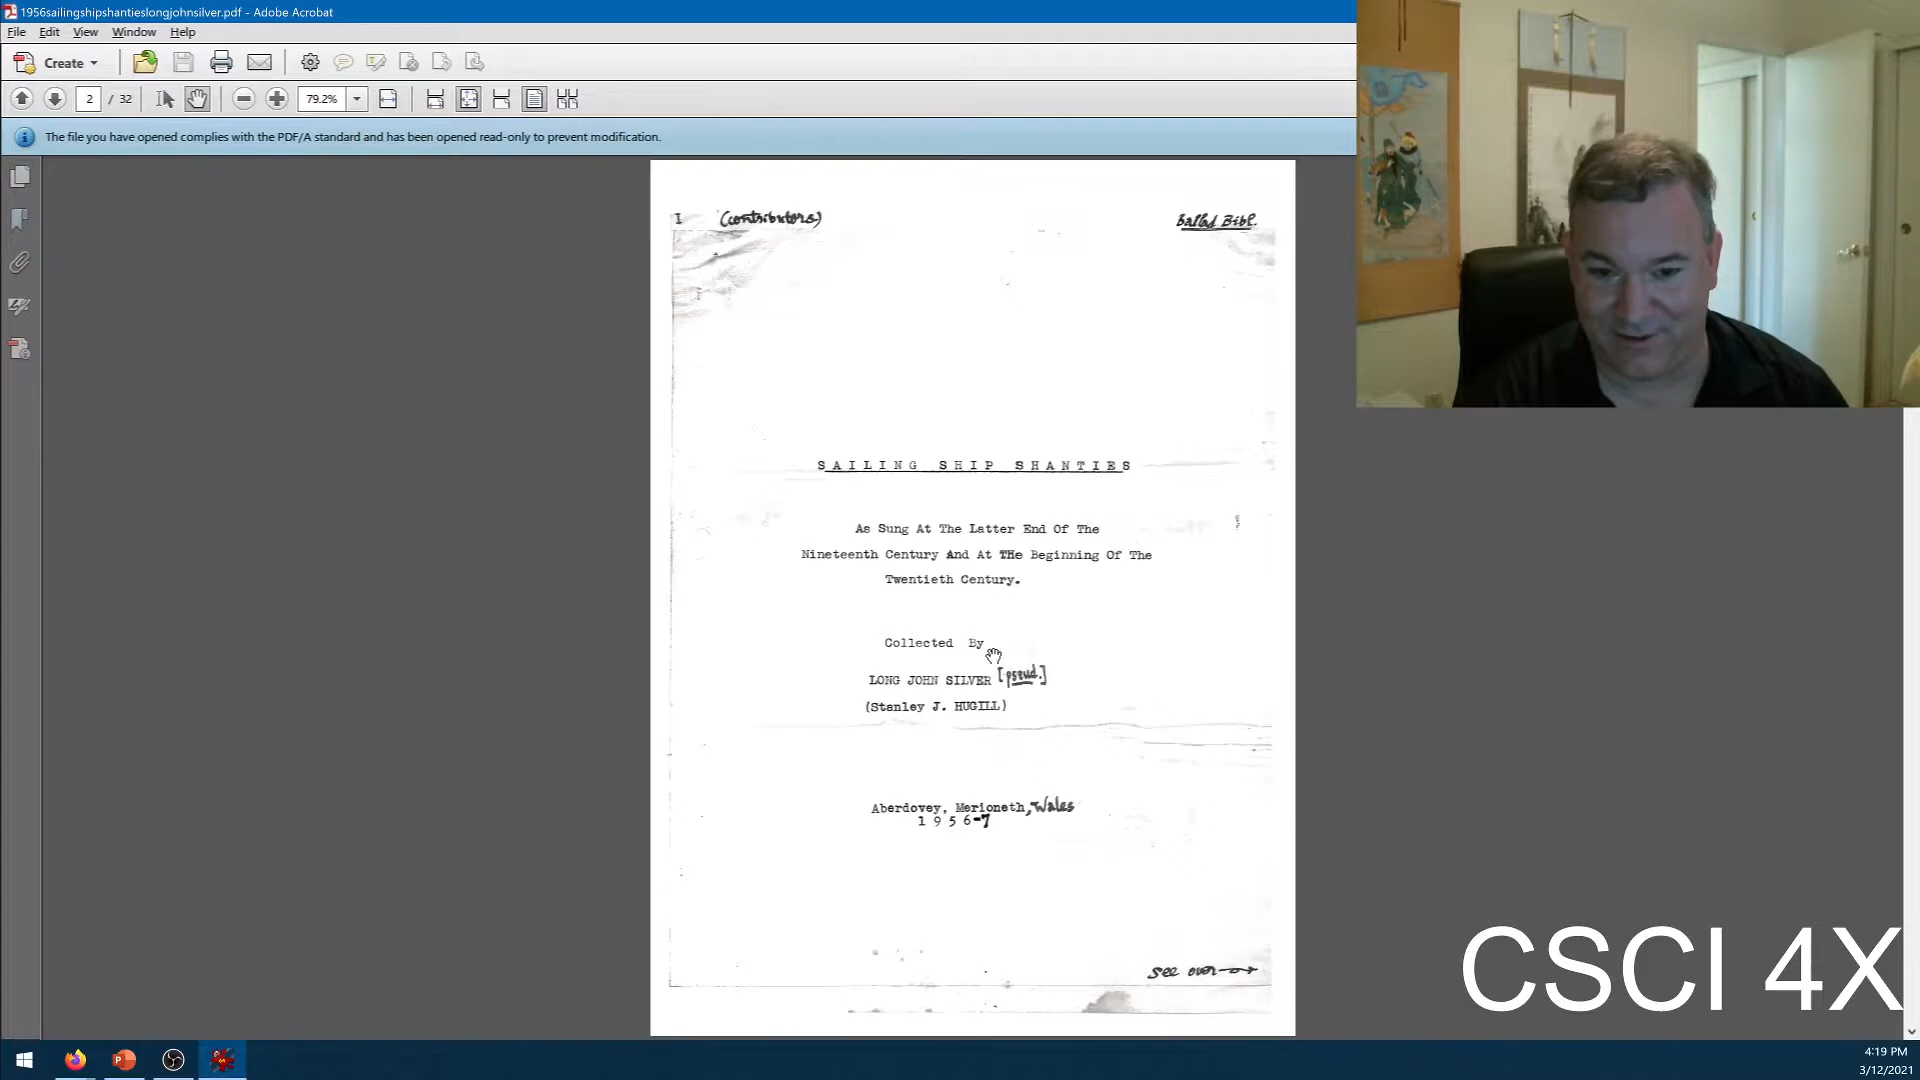 1956sailingshipshantieslongjohnsilver.pdf - Adobe Acrobat
File Edit View Window Help
Create
2 / 32 79.2%
The file you have opened complies with the PDF/A standard and has been opened read-only to prevent modification.
I (contributors) Ballad Bibl.
SAILING SHIP SHANTIES
As Sung At The Latter End Of The
Nineteenth Century And At THe Beginning Of The
Twentieth Century.
Collected By
LONG JOHN SILVER [pseud.]
(Stanley J. HUGILL)
Aberdovey, Merioneth, Wales
1956-7
see over
CSCI 4X
4:19 PM
3/12/2021